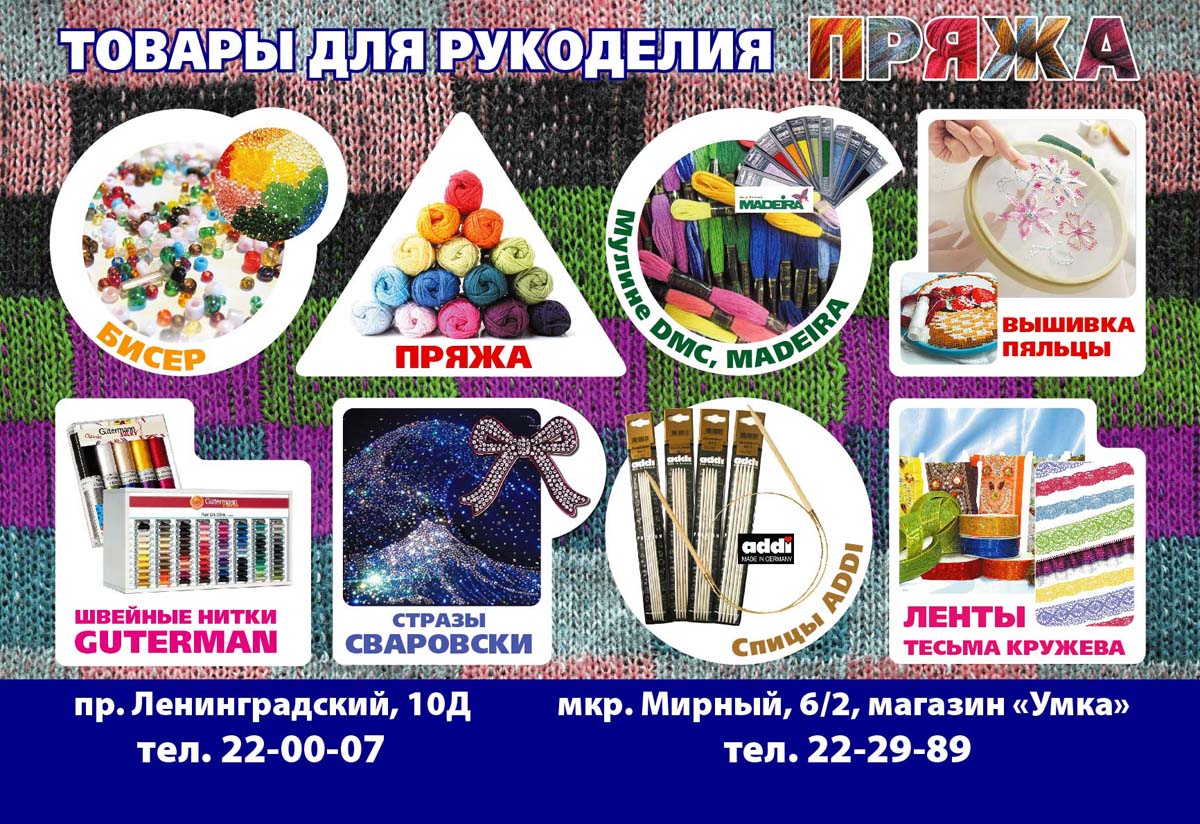 ТОВАРЫ ДЛЯ РУКОДЕЛИЯ ПРЯЖА
БИСЕР
ПРЯЖА
MADEIRA
Мулине DMC, MADEIRA
ВЫШИВКА
ПЯЛЬЦЫ
Gütermann
Gütermann
ШВЕЙНЫЕ НИТКИ
GUTERMAN
СТРАЗЫ
СВАРОВСКИ
addi
addi
addi
addi
addi
MADE IN GERMANY
Спицы ADDI
ЛЕНТЫ
ТЕСЬМА КРУЖЕВА
пр. Ленинградский, 10Д
тел. 22-00-07
мкр. Мирный, 6/2, магазин «Умка»
тел. 22-29-89